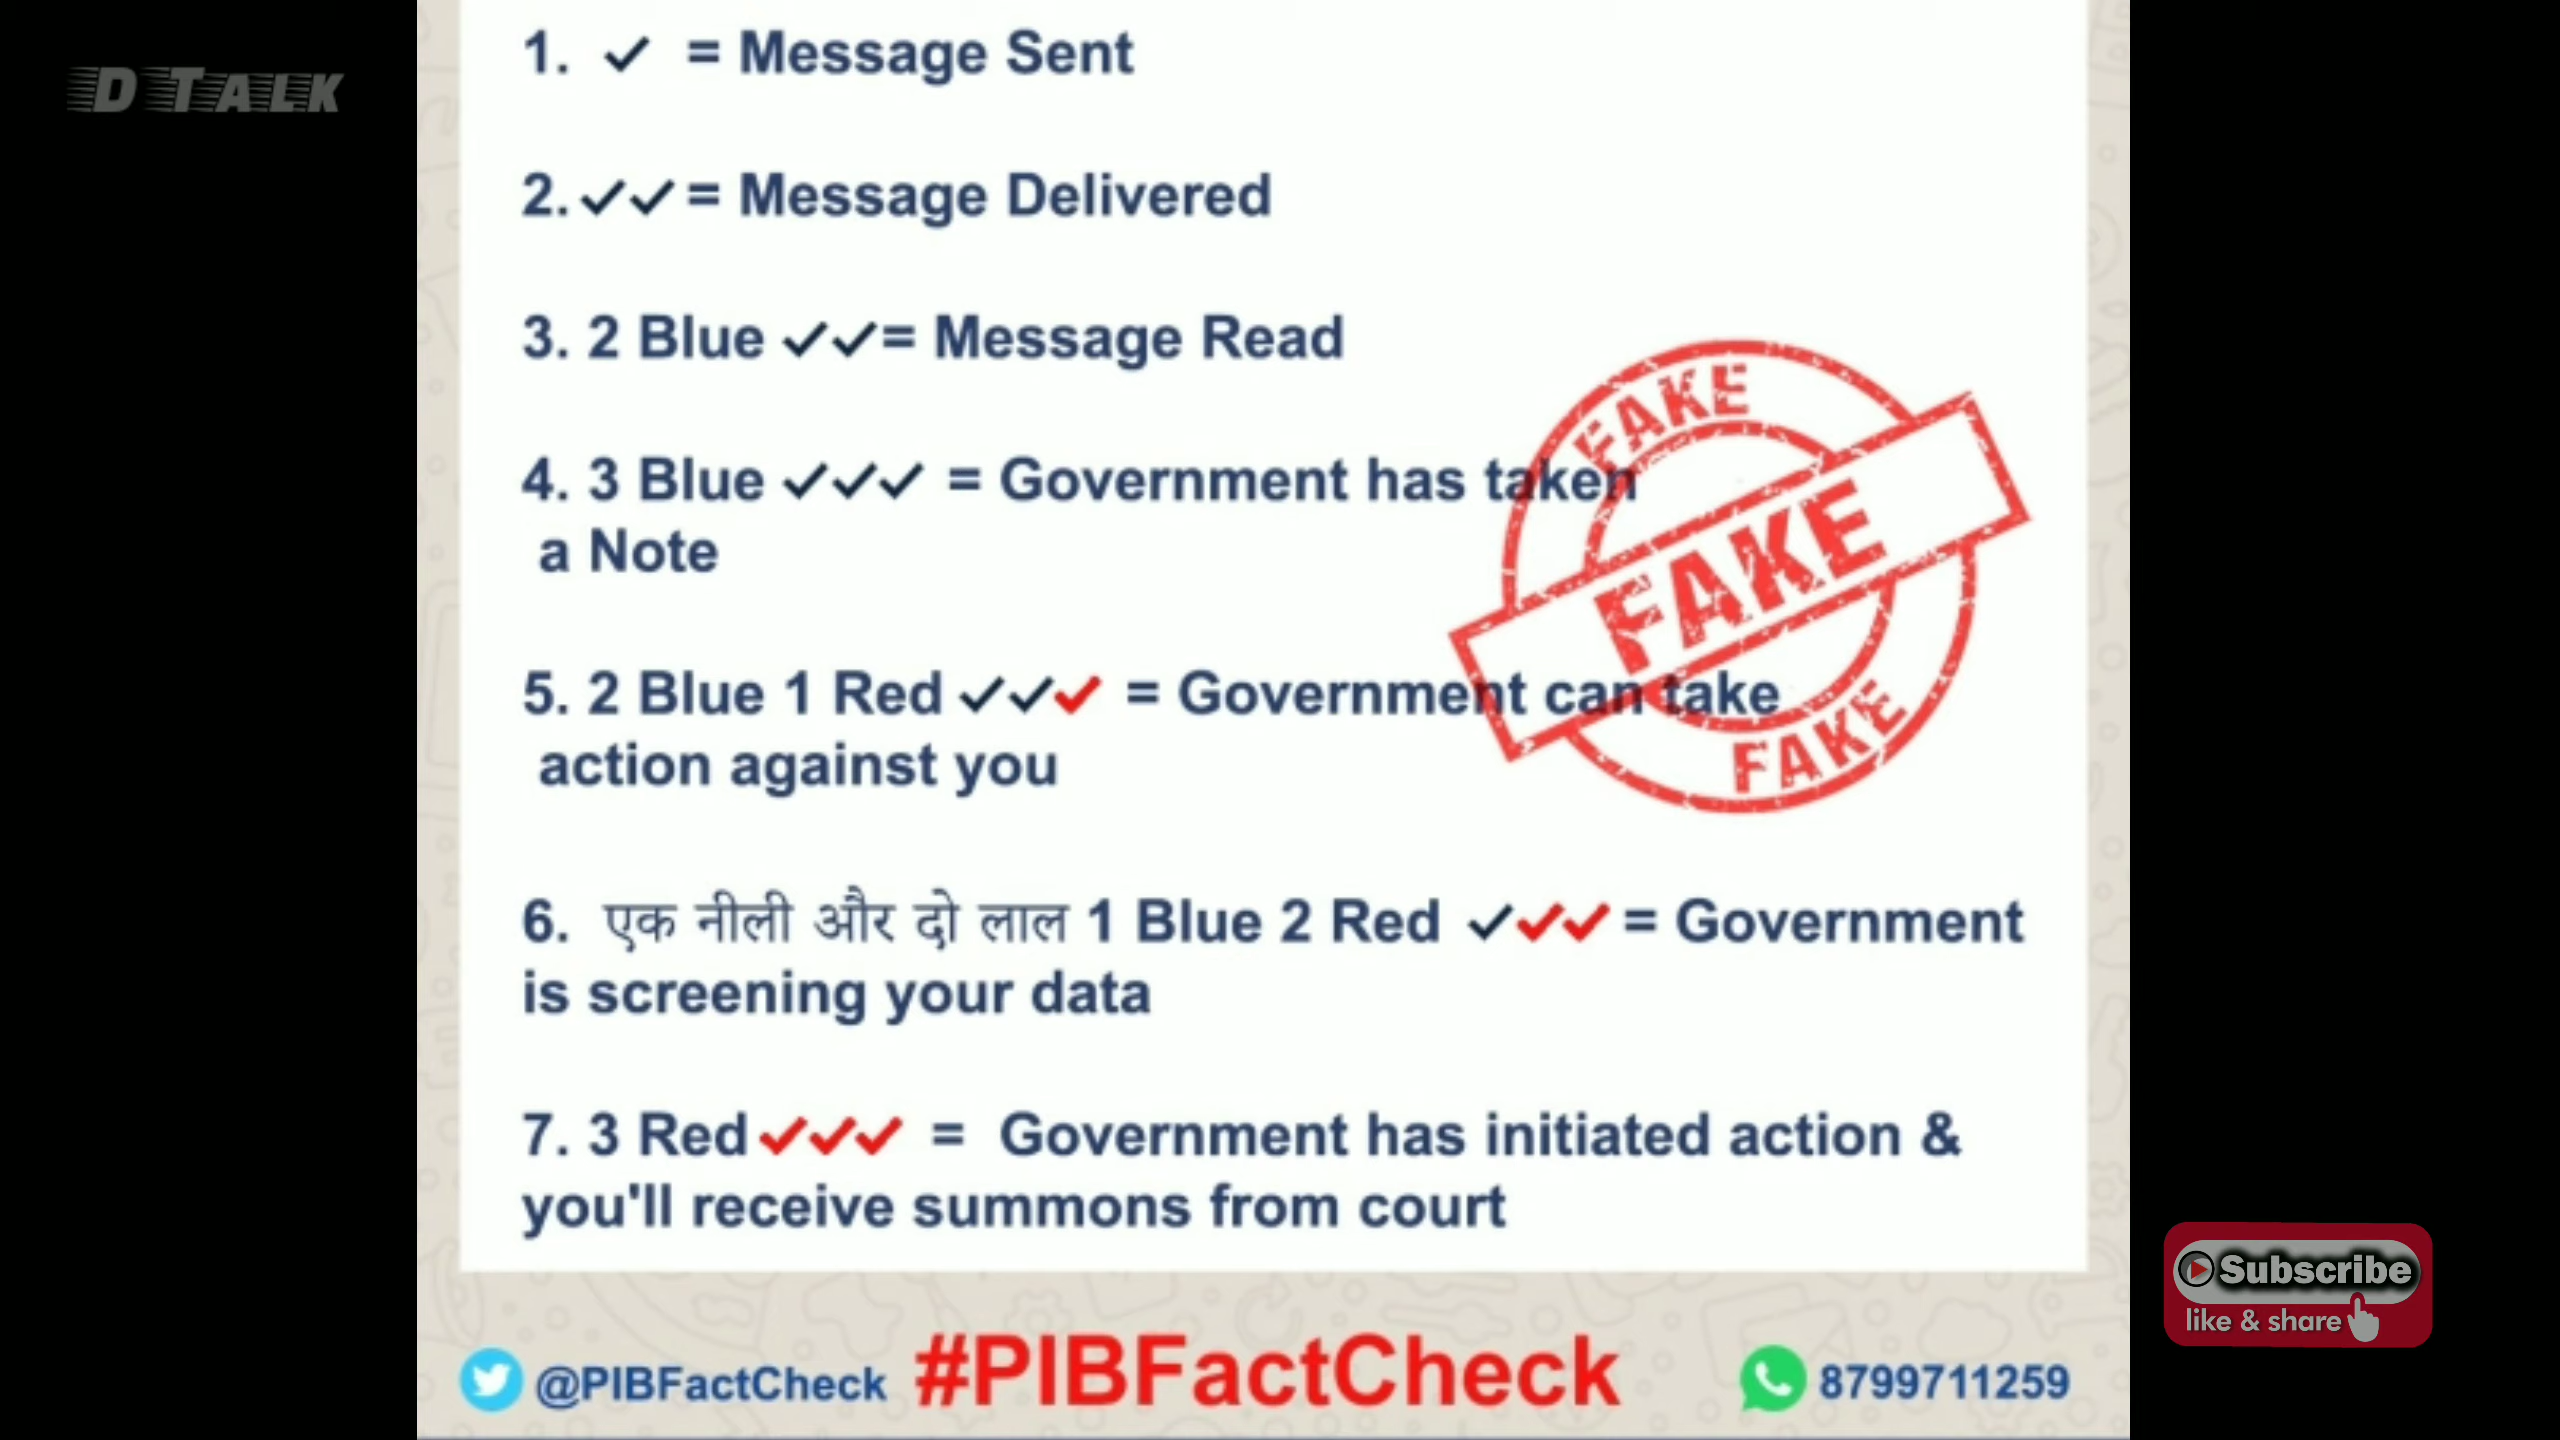 D TALK
1. ✓ = Message Sent
2. ✓✓ = Message Delivered
3. 2 Blue ✓✓= Message Read
4. 3 Blue ✓✓✓ = Government has taken
a Note
5. 2 Blue 1 Red ✓✓✓ = Government can take
action against you
6. एक नीली और दो लाल 1 Blue 2 Red ✓✓✓ = Government
is screening your data
7. 3 Red ✓✓✓ = Government has initiated action &
you'll receive summons from court
FAKE
FAKE
FAKE
@PIBFactCheck #PIBFactCheck 8799711259
Subscribe
like & share